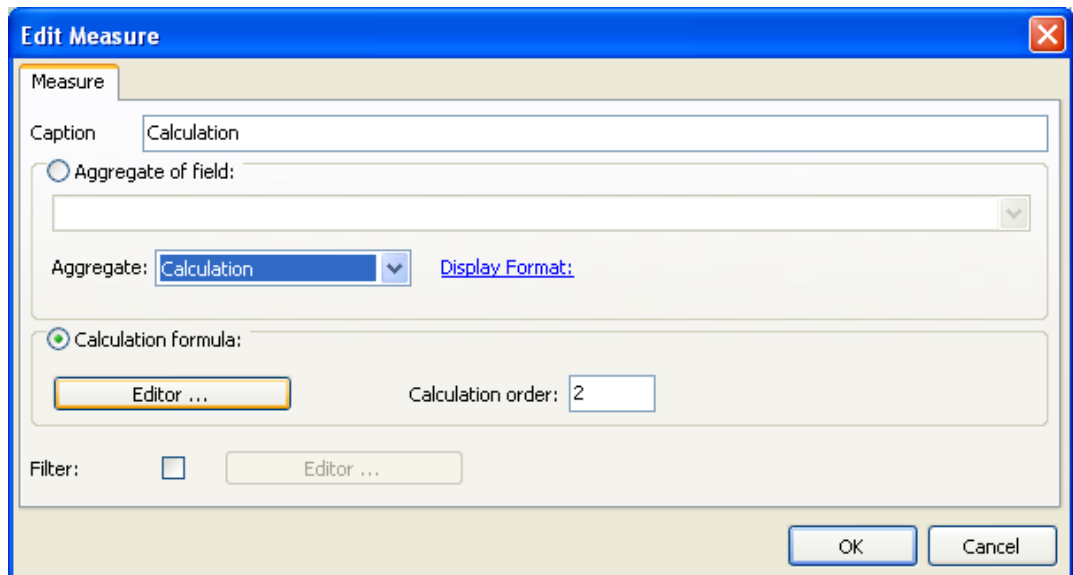 Edit Measure
Measure
Caption Calculation
Aggregate of field:
Aggregate: Calculation Display Format:
Calculation formula:
Editor ... Calculation order: 2
Filter: Editor ...
OK Cancel